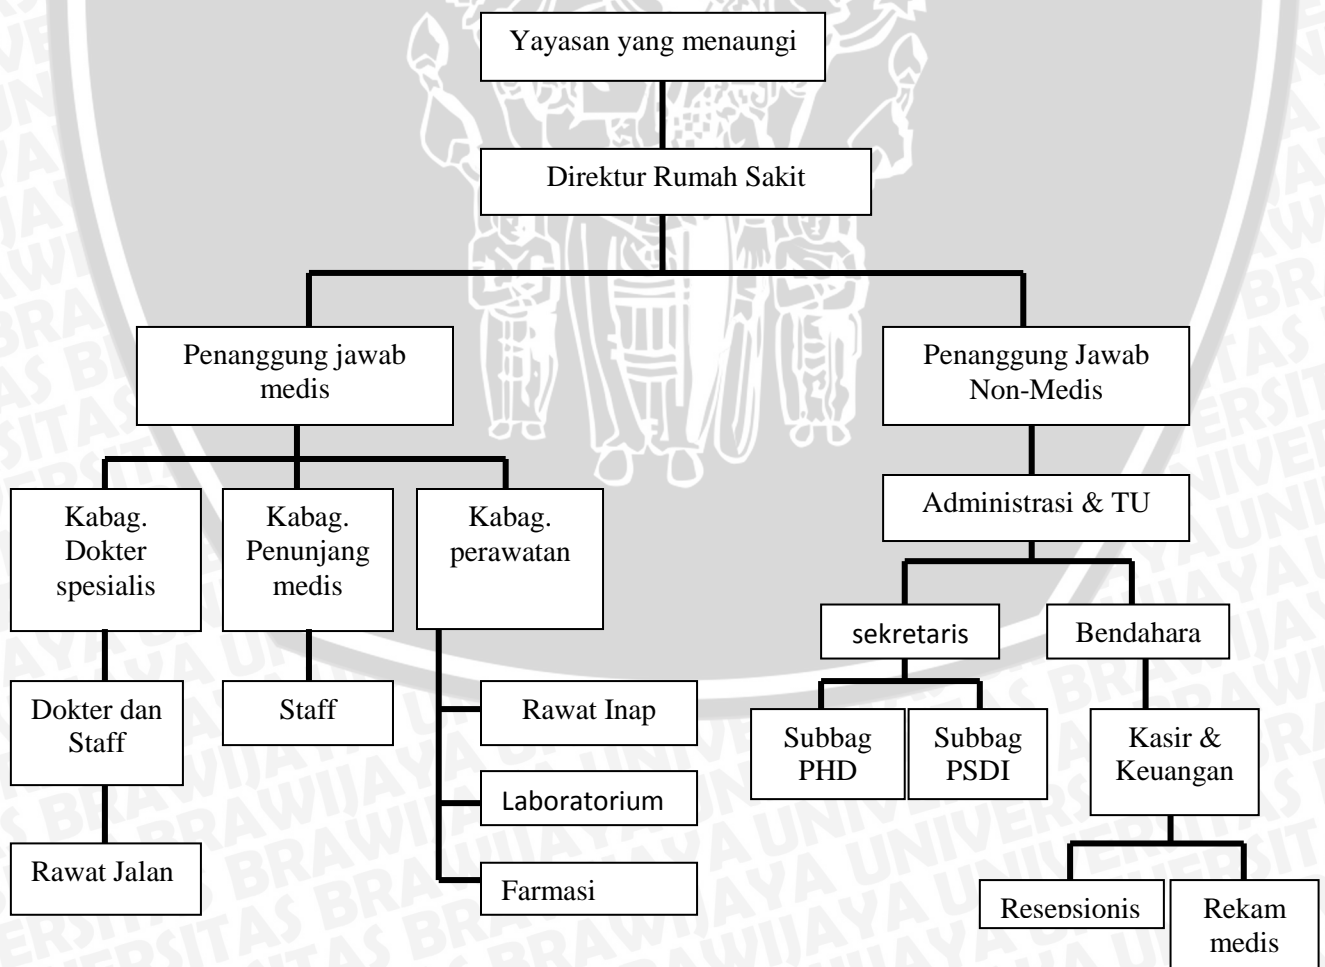 Yayasan yang menaungi
Direktur Rumah Sakit
Penanggung jawab
medis
Penanggung Jawab
Non-Medis
Kabag.
Dokter
spesialis
Kabag.
Penunjang
medis
Kabag.
perawatan
Administrasi & TU
sekretaris
Bendahara
Dokter dan
Staff
Staff
Rawat Inap
Subbag
PHD
Subbag
PSDI
Kasir &
Keuangan
Laboratorium
Rawat Jalan
Farmasi
Resepsionis
Rekam
medis